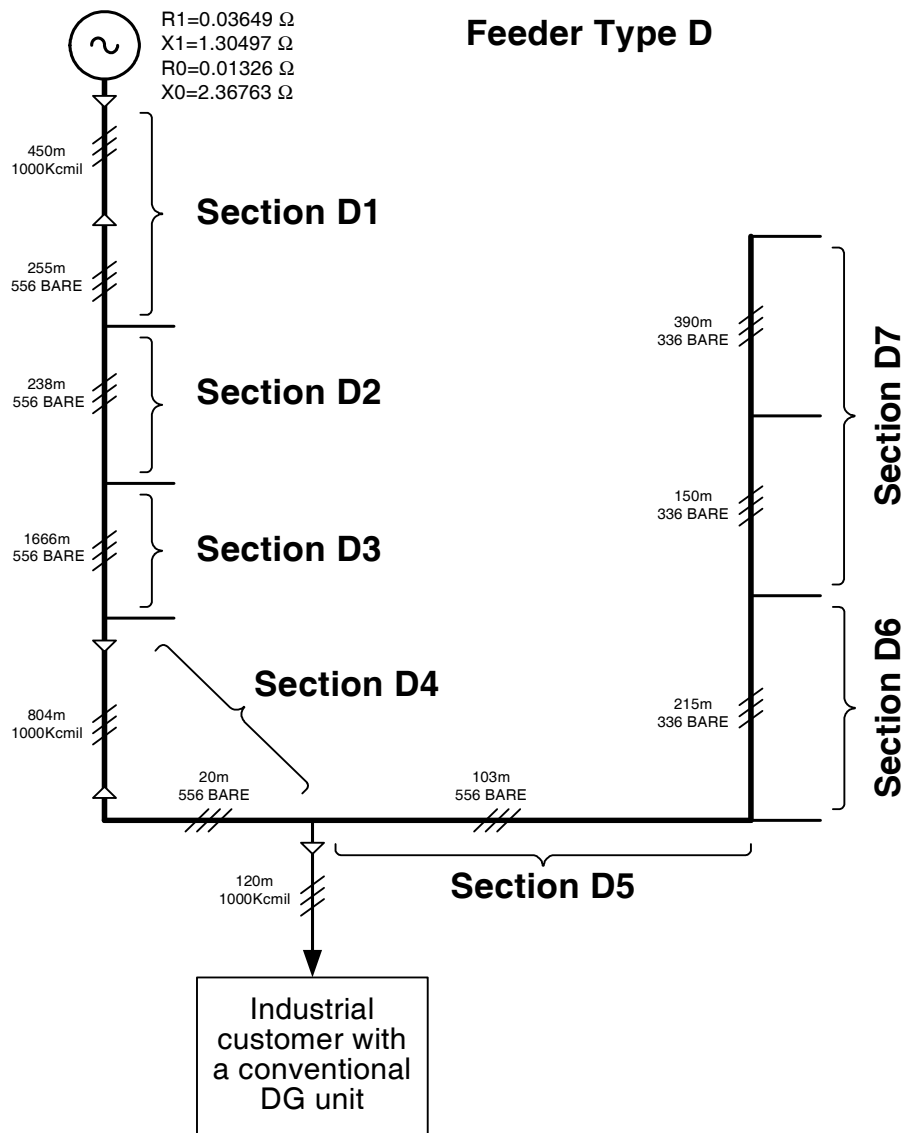 R1=0.03649 Ω
X1=1.30497 Ω
R0=0.01326 Ω
X0=2.36763 Ω
Feeder Type D
450m
1000Kcmil
Section D1
255m
556 BARE
238m
556 BARE
Section D2
1666m
556 BARE
Section D3
390m
336 BARE
Section D7
150m
336 BARE
Section D4
804m
1000Kcmil
215m
336 BARE
Section D6
20m
556 BARE
103m
556 BARE
120m
1000Kcmil
Section D5
Industrial
customer with
a conventional
DG unit